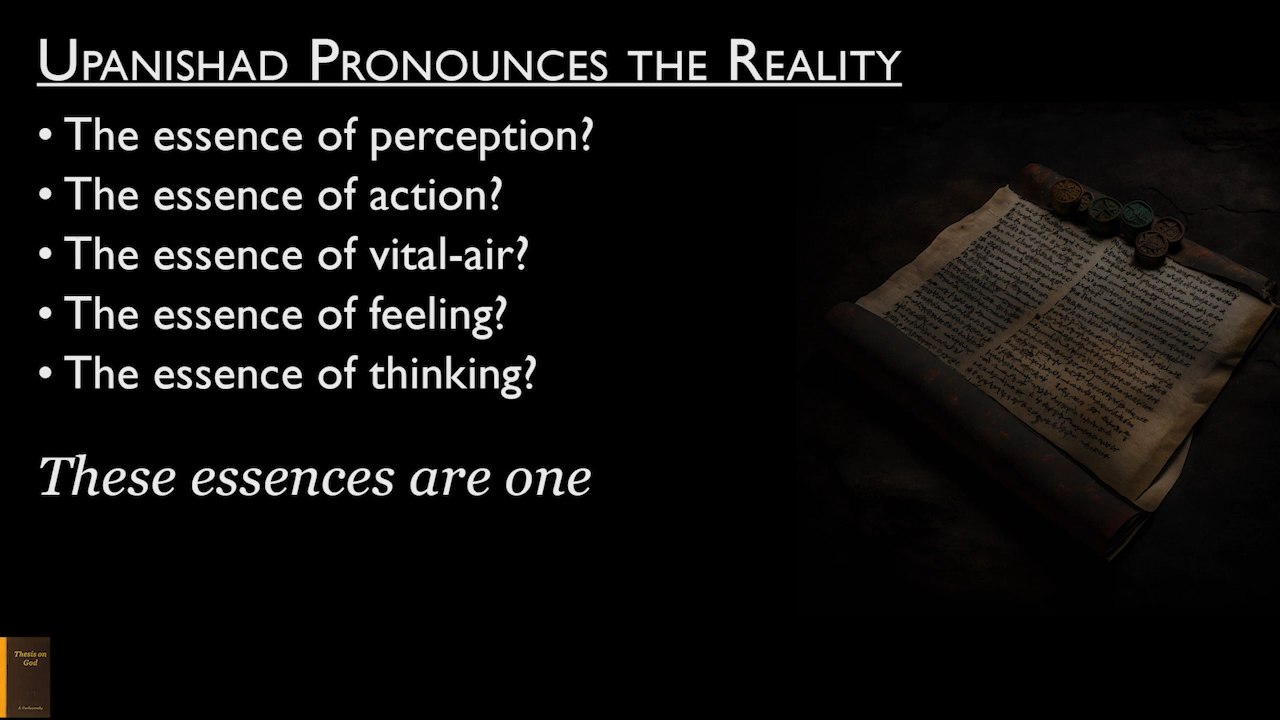 Upanishad Pronounces the Reality
• The essence of perception?
• The essence of action?
• The essence of vital-air?
• The essence of feeling?
• The essence of thinking?
These essences are one
Thesis on
God